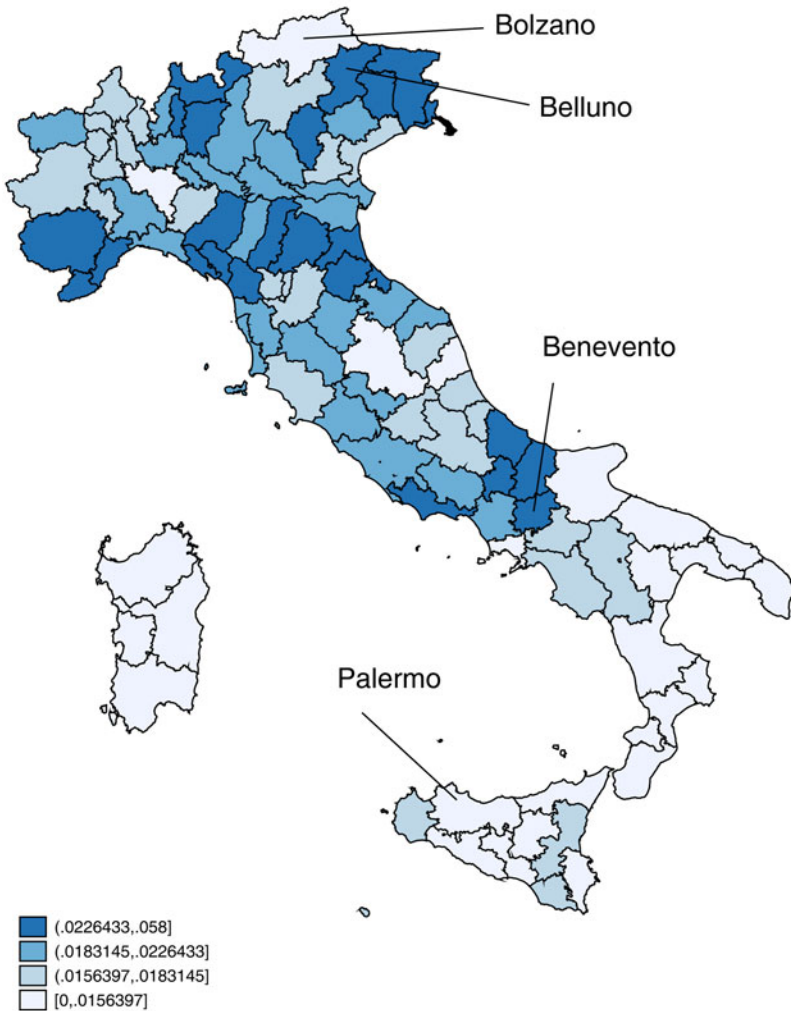 Bolzano
Belluno
Benevento
Palermo
(.0226433,.058]
(.0183145,.0226433]
(.0156397,.0183145]
[0,.0156397]